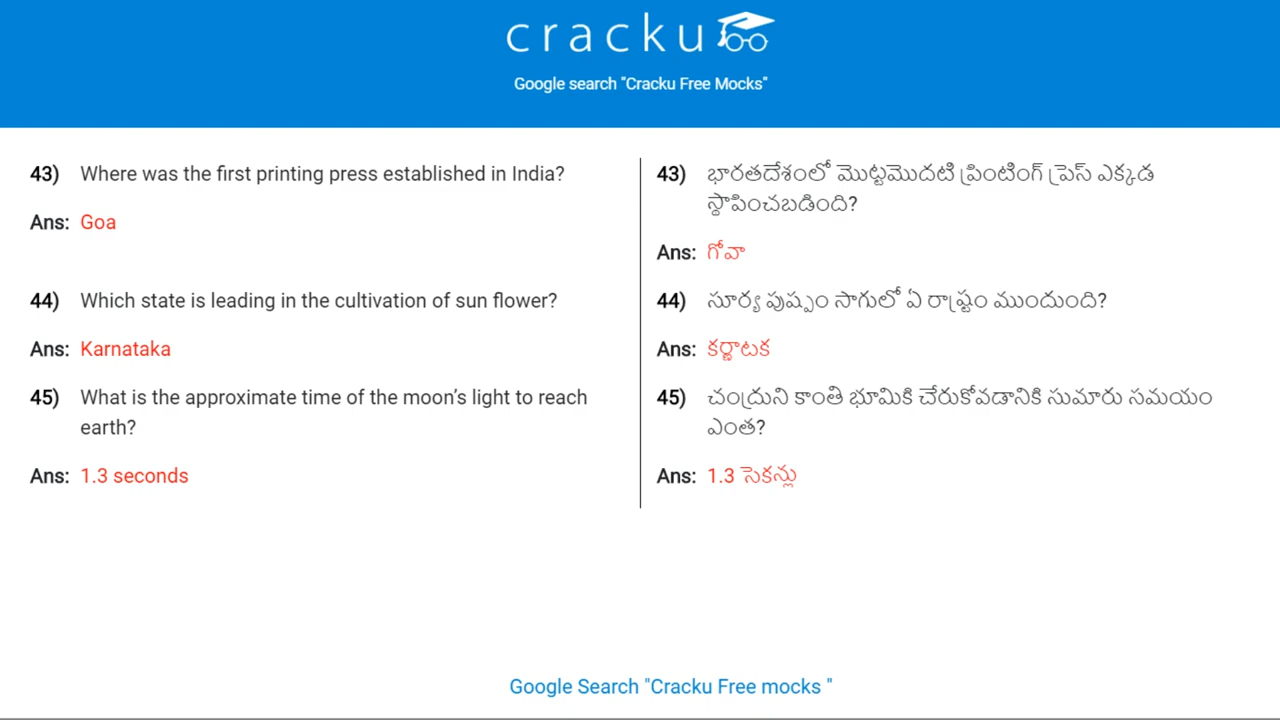 cracku
Google search "Cracku Free Mocks"
43) Where was the first printing press established in India?
Ans: Goa
44) Which state is leading in the cultivation of sun flower?
Ans: Karnataka
45) What is the approximate time of the moon’s light to reach
earth?
Ans: 1.3 seconds
43) భారతదేశంలో మొట్టమొదటి ప్రింటింగ్ ప్రెస్ ఎక్కడ
స్థాపించబడింది?
Ans: గోవా
44) సూర్య పుష్పం సాగులో ఏ రాష్ట్రం ముందుంది?
Ans: కర్ణాటక
45) చంద్రుని కాంతి భూమికి చేరుకోవడానికి సుమారు సమయం
ఎంత?
Ans: 1.3 సెకన్లు
Google Search "Cracku Free mocks "